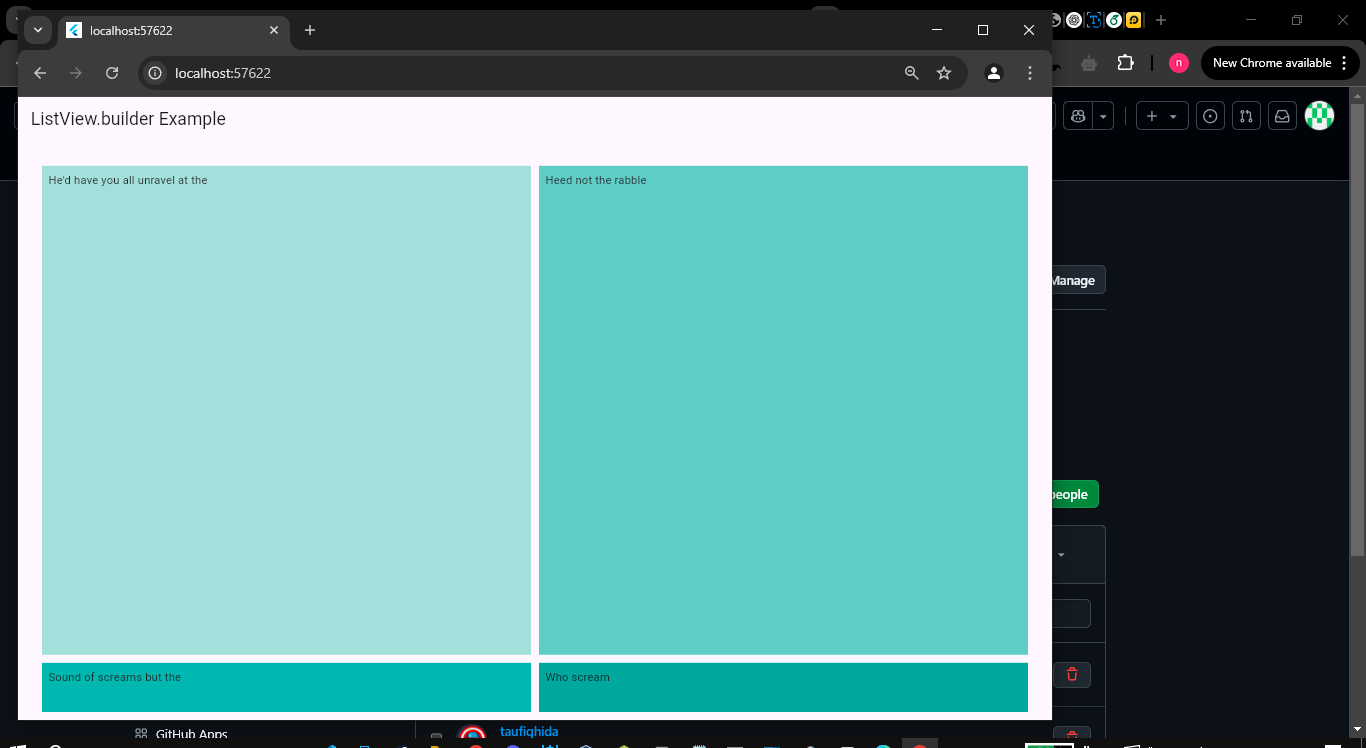 localhost:57622
New Chrome available
n
localhost:57622
ListView.builder Example
He'd have you all unravel at the
Heed not the rabble
Manage
people
Sound of screams but the
Who scream
GitHub Apps
taufiqhida